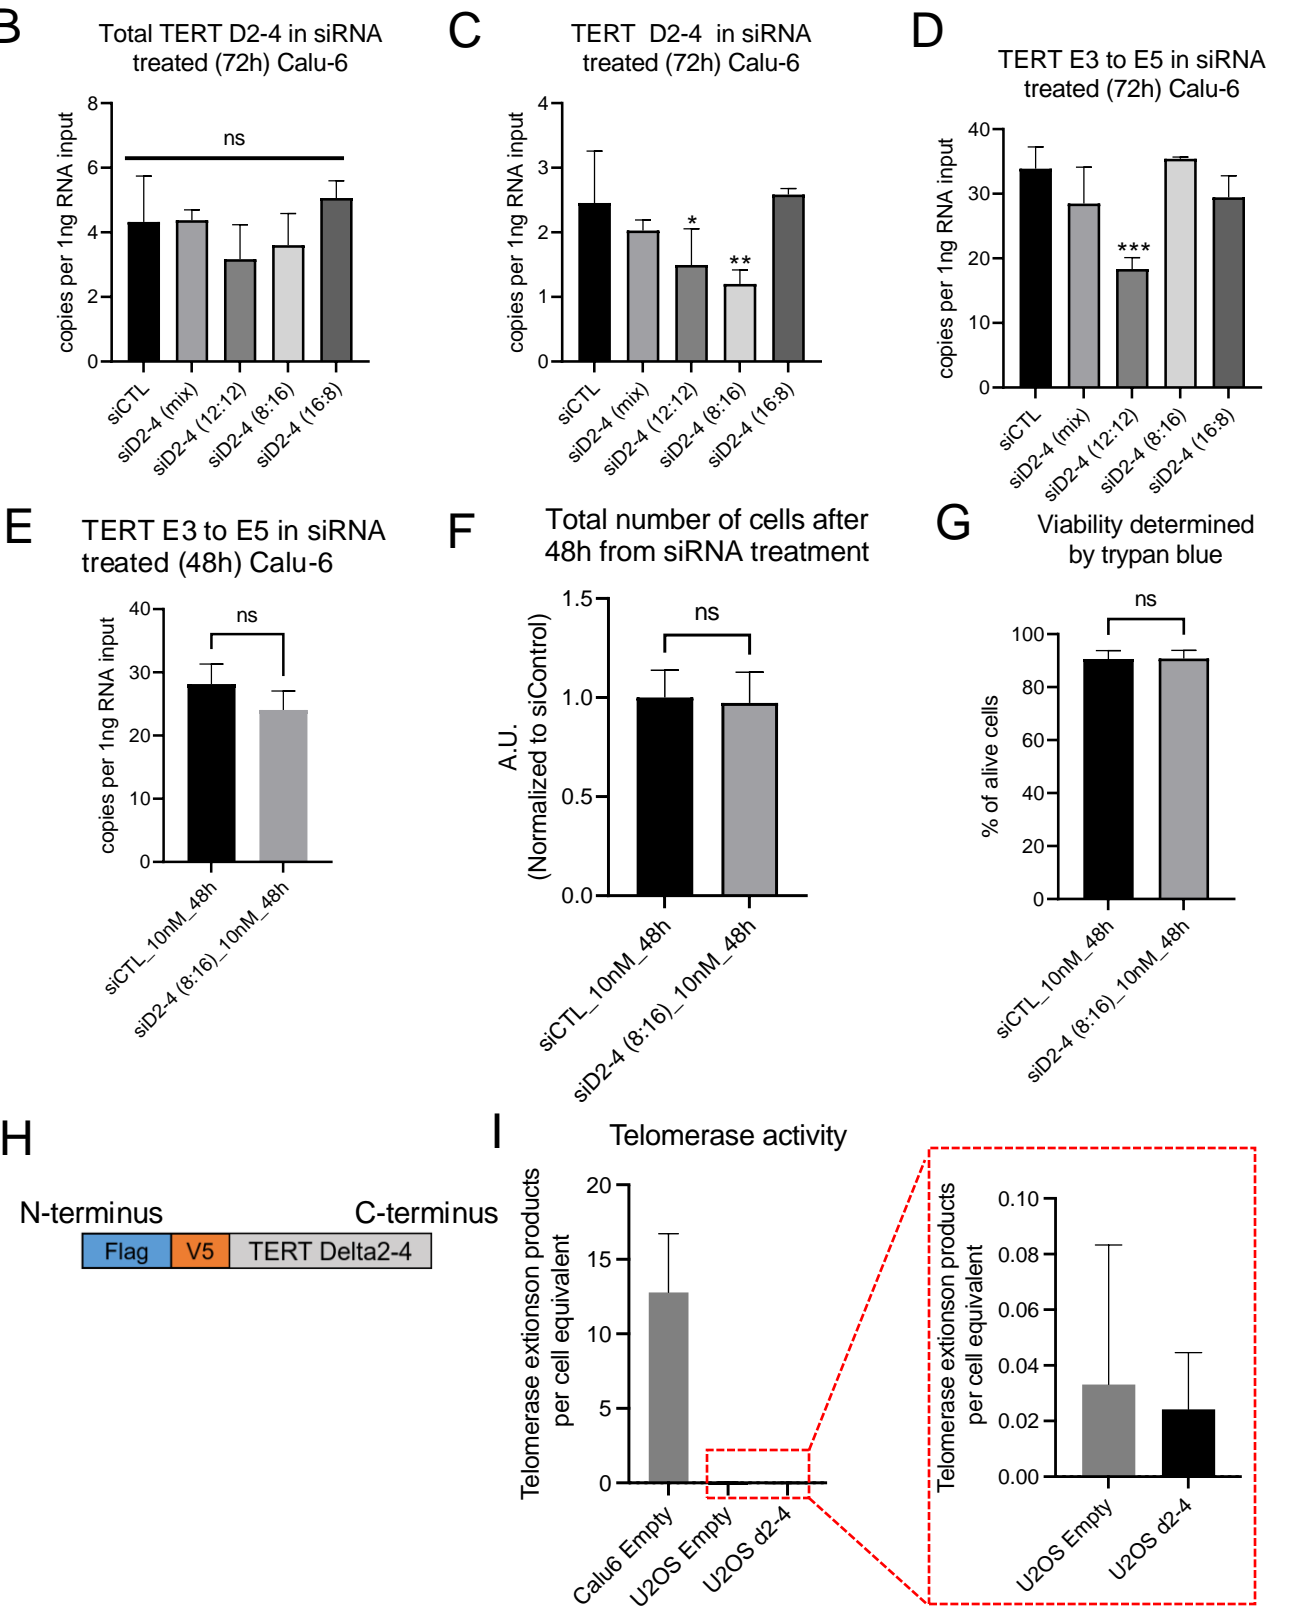 B
Total TERT D2-4 in siRNA
treated (72h) Calu-6
copies per 1ng RNA input
8
6
4
2
0
ns
siCTL
siD2-4 (mix)
siD2-4 (12:12)
siD2-4 (8:16)
siD2-4 (16:8)
C
TERT D2-4 in siRNA
treated (72h) Calu-6
copies per 1ng RNA input
4
3
2
1
0
*
**
siCTL
siD2-4 (mix)
siD2-4 (12:12)
siD2-4 (8:16)
siD2-4 (16:8)
D
TERT E3 to E5 in siRNA
treated (72h) Calu-6
copies per 1ng RNA input
40
30
20
10
0
***
siCTL
siD2-4 (mix)
siD2-4 (12:12)
siD2-4 (8:16)
siD2-4 (16:8)
E
TERT E3 to E5 in siRNA
treated (48h) Calu-6
copies per 1ng RNA input
40
30
20
10
0
ns
siCTL_10nM_48h
siD2-4 (8:16)_10nM_48h
F
Total number of cells after
48h from siRNA treatment
A.U.
(Normalized to siControl)
1.5
1.0
0.5
0.0
ns
siCTL_10nM_48h
siD2-4 (8:16)_10nM_48h
G
Viability determined
by trypan blue
% of alive cells
100
80
60
40
20
0
ns
siCTL_10nM_48h
siD2-4 (8:16)_10nM_48h
H
N-terminus
C-terminus
Flag
V5
TERT Delta2-4
I
Telomerase activity
Telomerase extionson products
per cell equivalent
20
15
10
5
0
Calu6 Empty
U2OS Empty
U2OS d2-4
Telomerase extionson products
per cell equivalent
0.10
0.08
0.06
0.04
0.02
0.00
U2OS Empty
U2OS d2-4